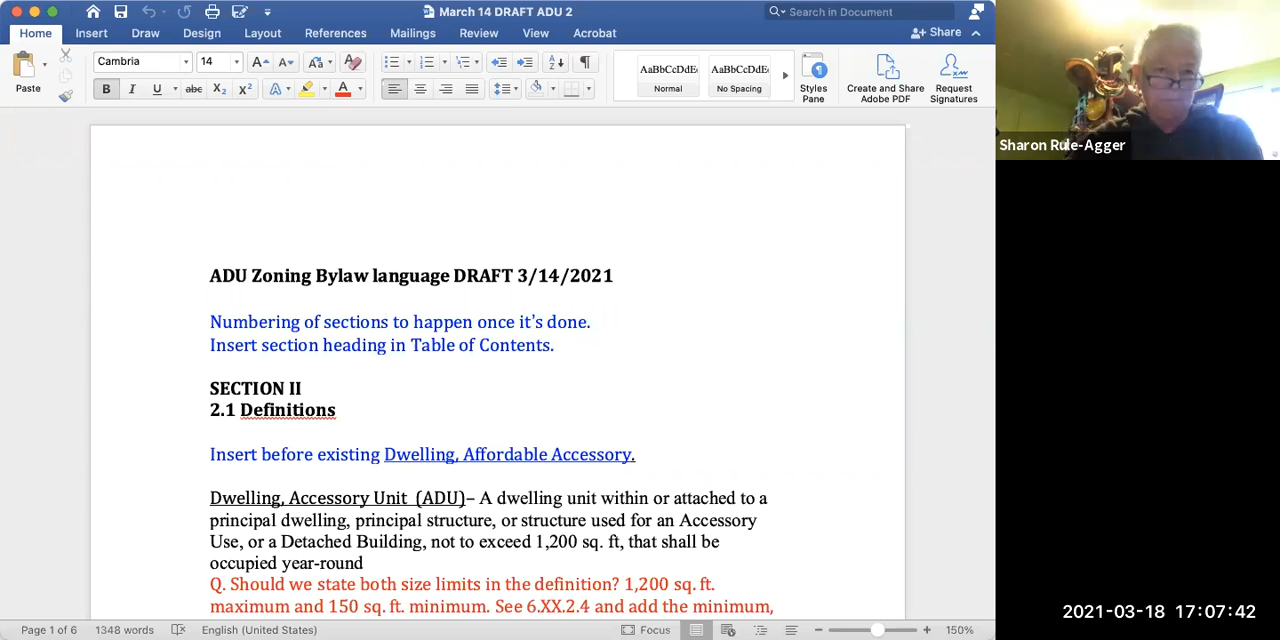 March 14 DRAFT ADU 2
Search in Document
Home Insert Draw Design Layout References Mailings Review View Acrobat
Share
Paste
Cambria 14
AaBbCcDdE AaBbCcDdE
Normal No Spacing
Styles Pane
Create and Share Adobe PDF
Request Signatures
Sharon Rule-Agger
ADU Zoning Bylaw language DRAFT 3/14/2021
Numbering of sections to happen once it's done.
Insert section heading in Table of Contents.
SECTION II
2.1 Definitions
Insert before existing Dwelling, Affordable Accessory.
Dwelling, Accessory Unit (ADU)– A dwelling unit within or attached to a
principal dwelling, principal structure, or structure used for an Accessory
Use, or a Detached Building, not to exceed 1,200 sq. ft, that shall be
occupied year-round
Q. Should we state both size limits in the definition? 1,200 sq. ft.
maximum and 150 sq. ft. minimum. See 6.XX.2.4 and add the minimum,
2021-03-18 17:07:42
Page 1 of 6 1348 words English (United States) Focus 150%